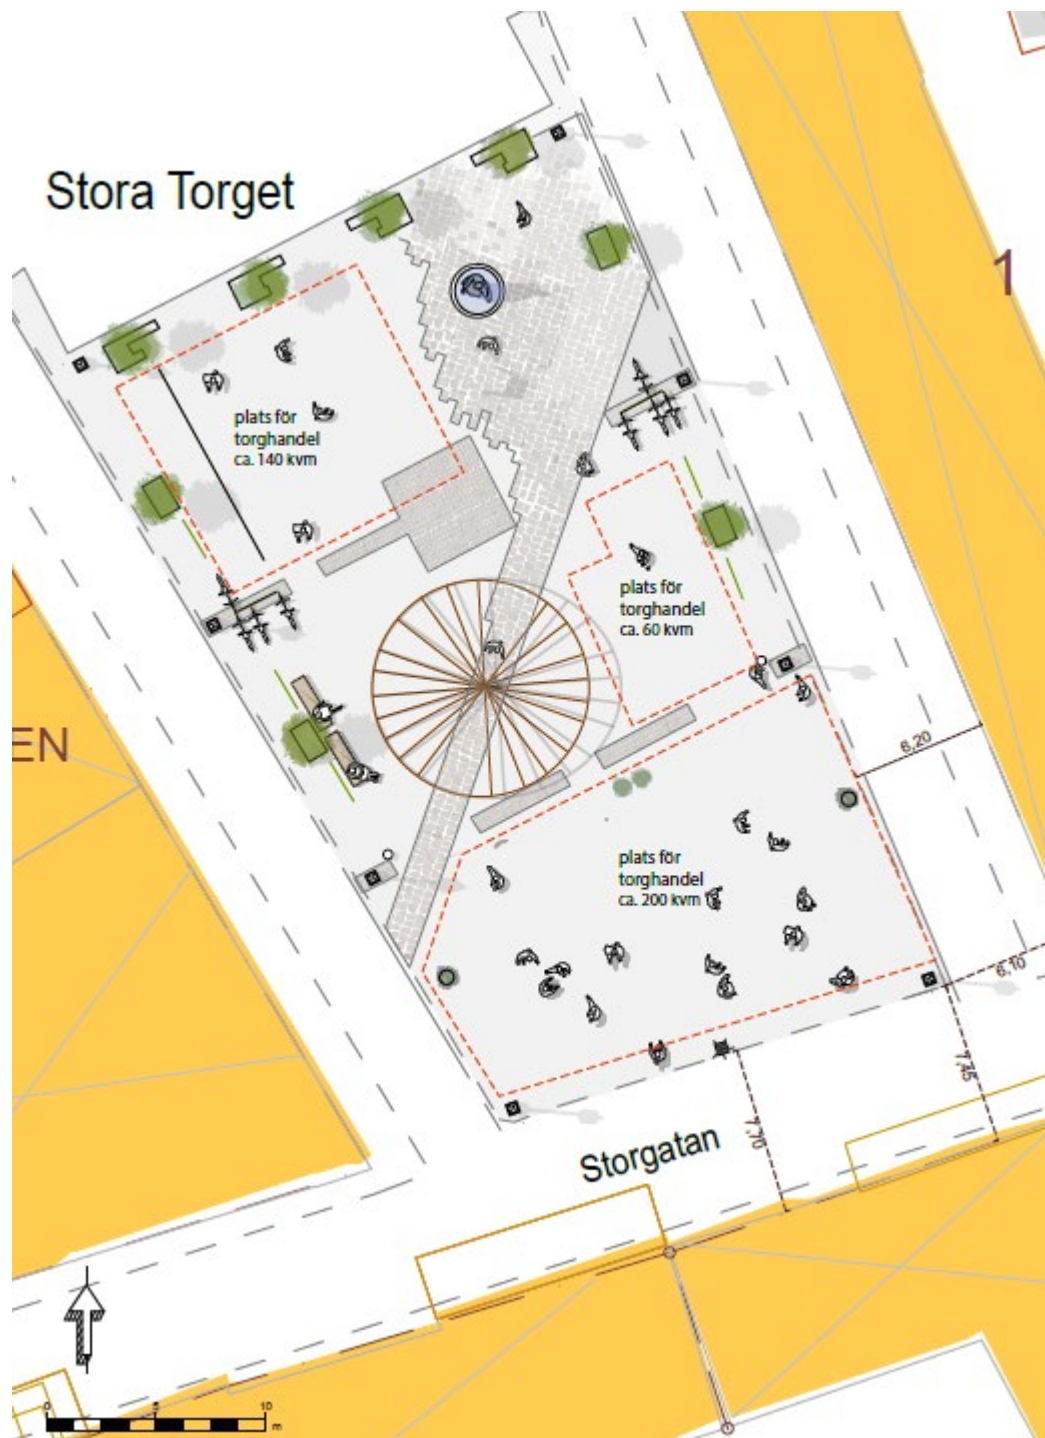 Stora Torget
1
plats för
torghandel
ca. 140 kvm
plats för
torghandel
ca. 60 kvm
EN
6,20
plats för
torghandel
ca. 200 kvm
6,10
7,45
7,70
Storgatan
0 5 10
m